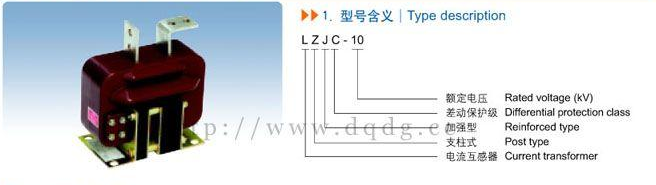 1. 型号含义 | Type description
L Z J C - 10
额定电压 Rated voltage (kV)
差动保护级 Differential protection class
加强型 Reinforced type
支柱式 Post type
电流互感器 Current transformer
http://www.dqdg.c